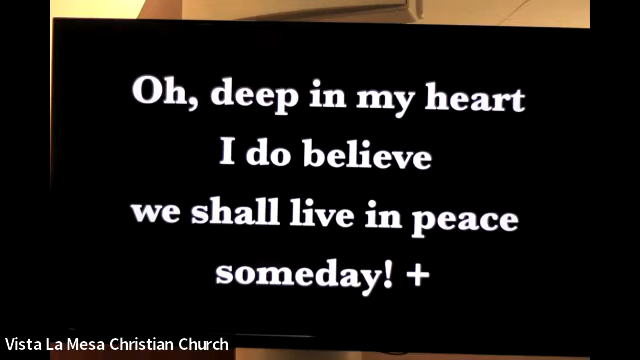 Oh, deep in my heart
I do believe
we shall live in peace
someday! +
Vista La Mesa Christian Church